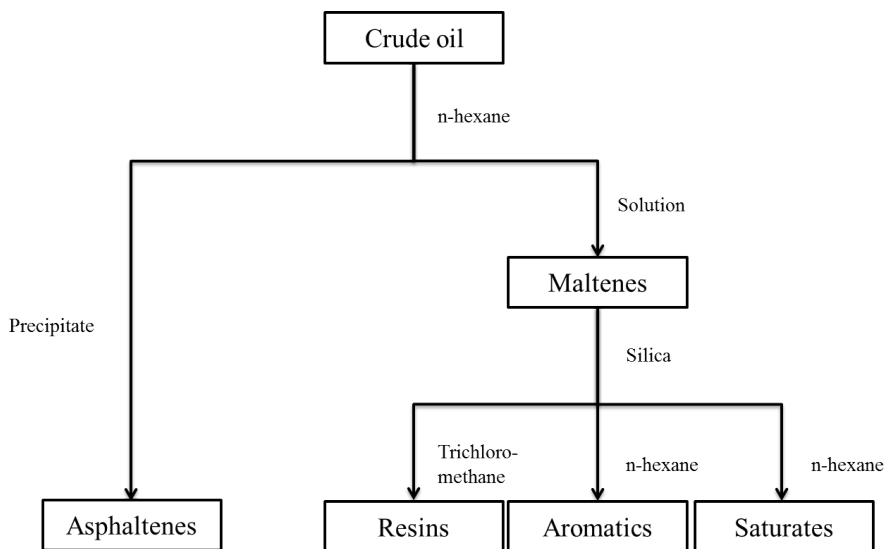 Crude oil
n-hexane
Solution
Maltenes
Precipitate
Silica
Trichloro-
methane
n-hexane
n-hexane
Asphaltenes
Resins
Aromatics
Saturates